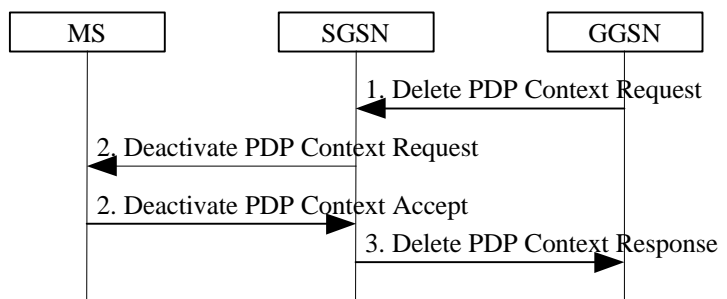 MS
SGSN
GGSN
1. Delete PDP Context Request
2. Deactivate PDP Context Request
2. Deactivate PDP Context Accept
3. Delete PDP Context Response